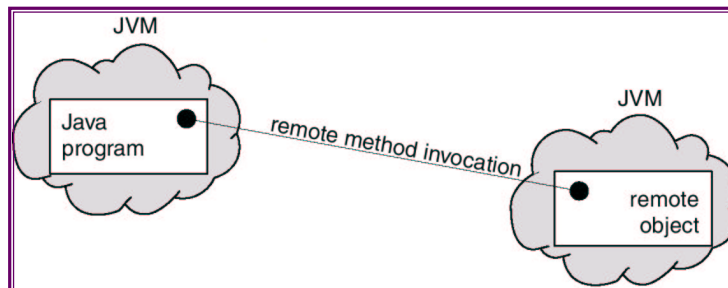 JVM
Java
program
remote method invocation
JVM
remote
object